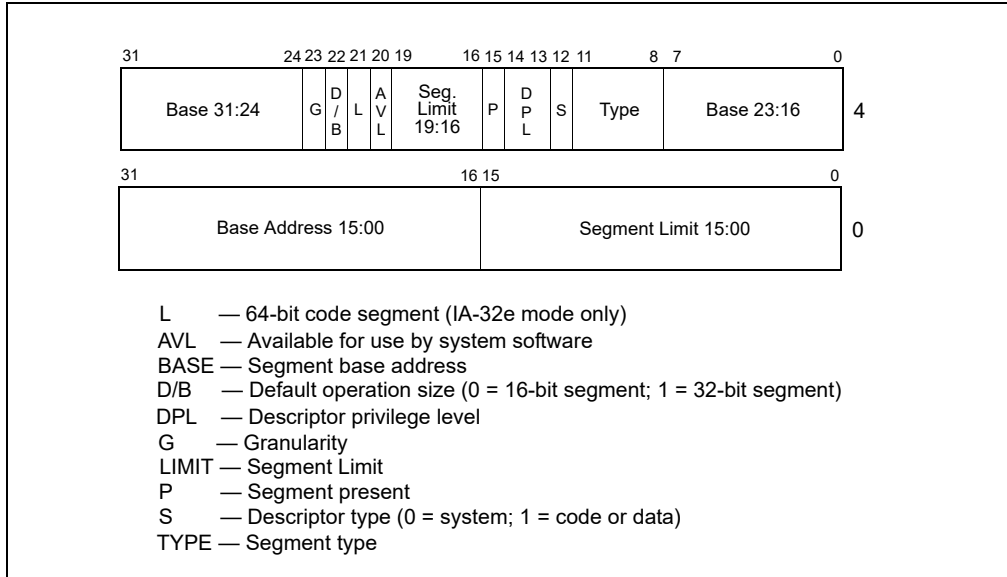 31 24 23 22 21 20 19 16 15 14 13 12 11 8 7 0
Base 31:24 G D/B L AVL Seg. Limit 19:16 P DPL S Type Base 23:16 4
31 16 15 0
Base Address 15:00 Segment Limit 15:00 0
L — 64-bit code segment (IA-32e mode only)
AVL — Available for use by system software
BASE — Segment base address
D/B — Default operation size (0 = 16-bit segment; 1 = 32-bit segment)
DPL — Descriptor privilege level
G — Granularity
LIMIT — Segment Limit
P — Segment present
S — Descriptor type (0 = system; 1 = code or data)
TYPE — Segment type